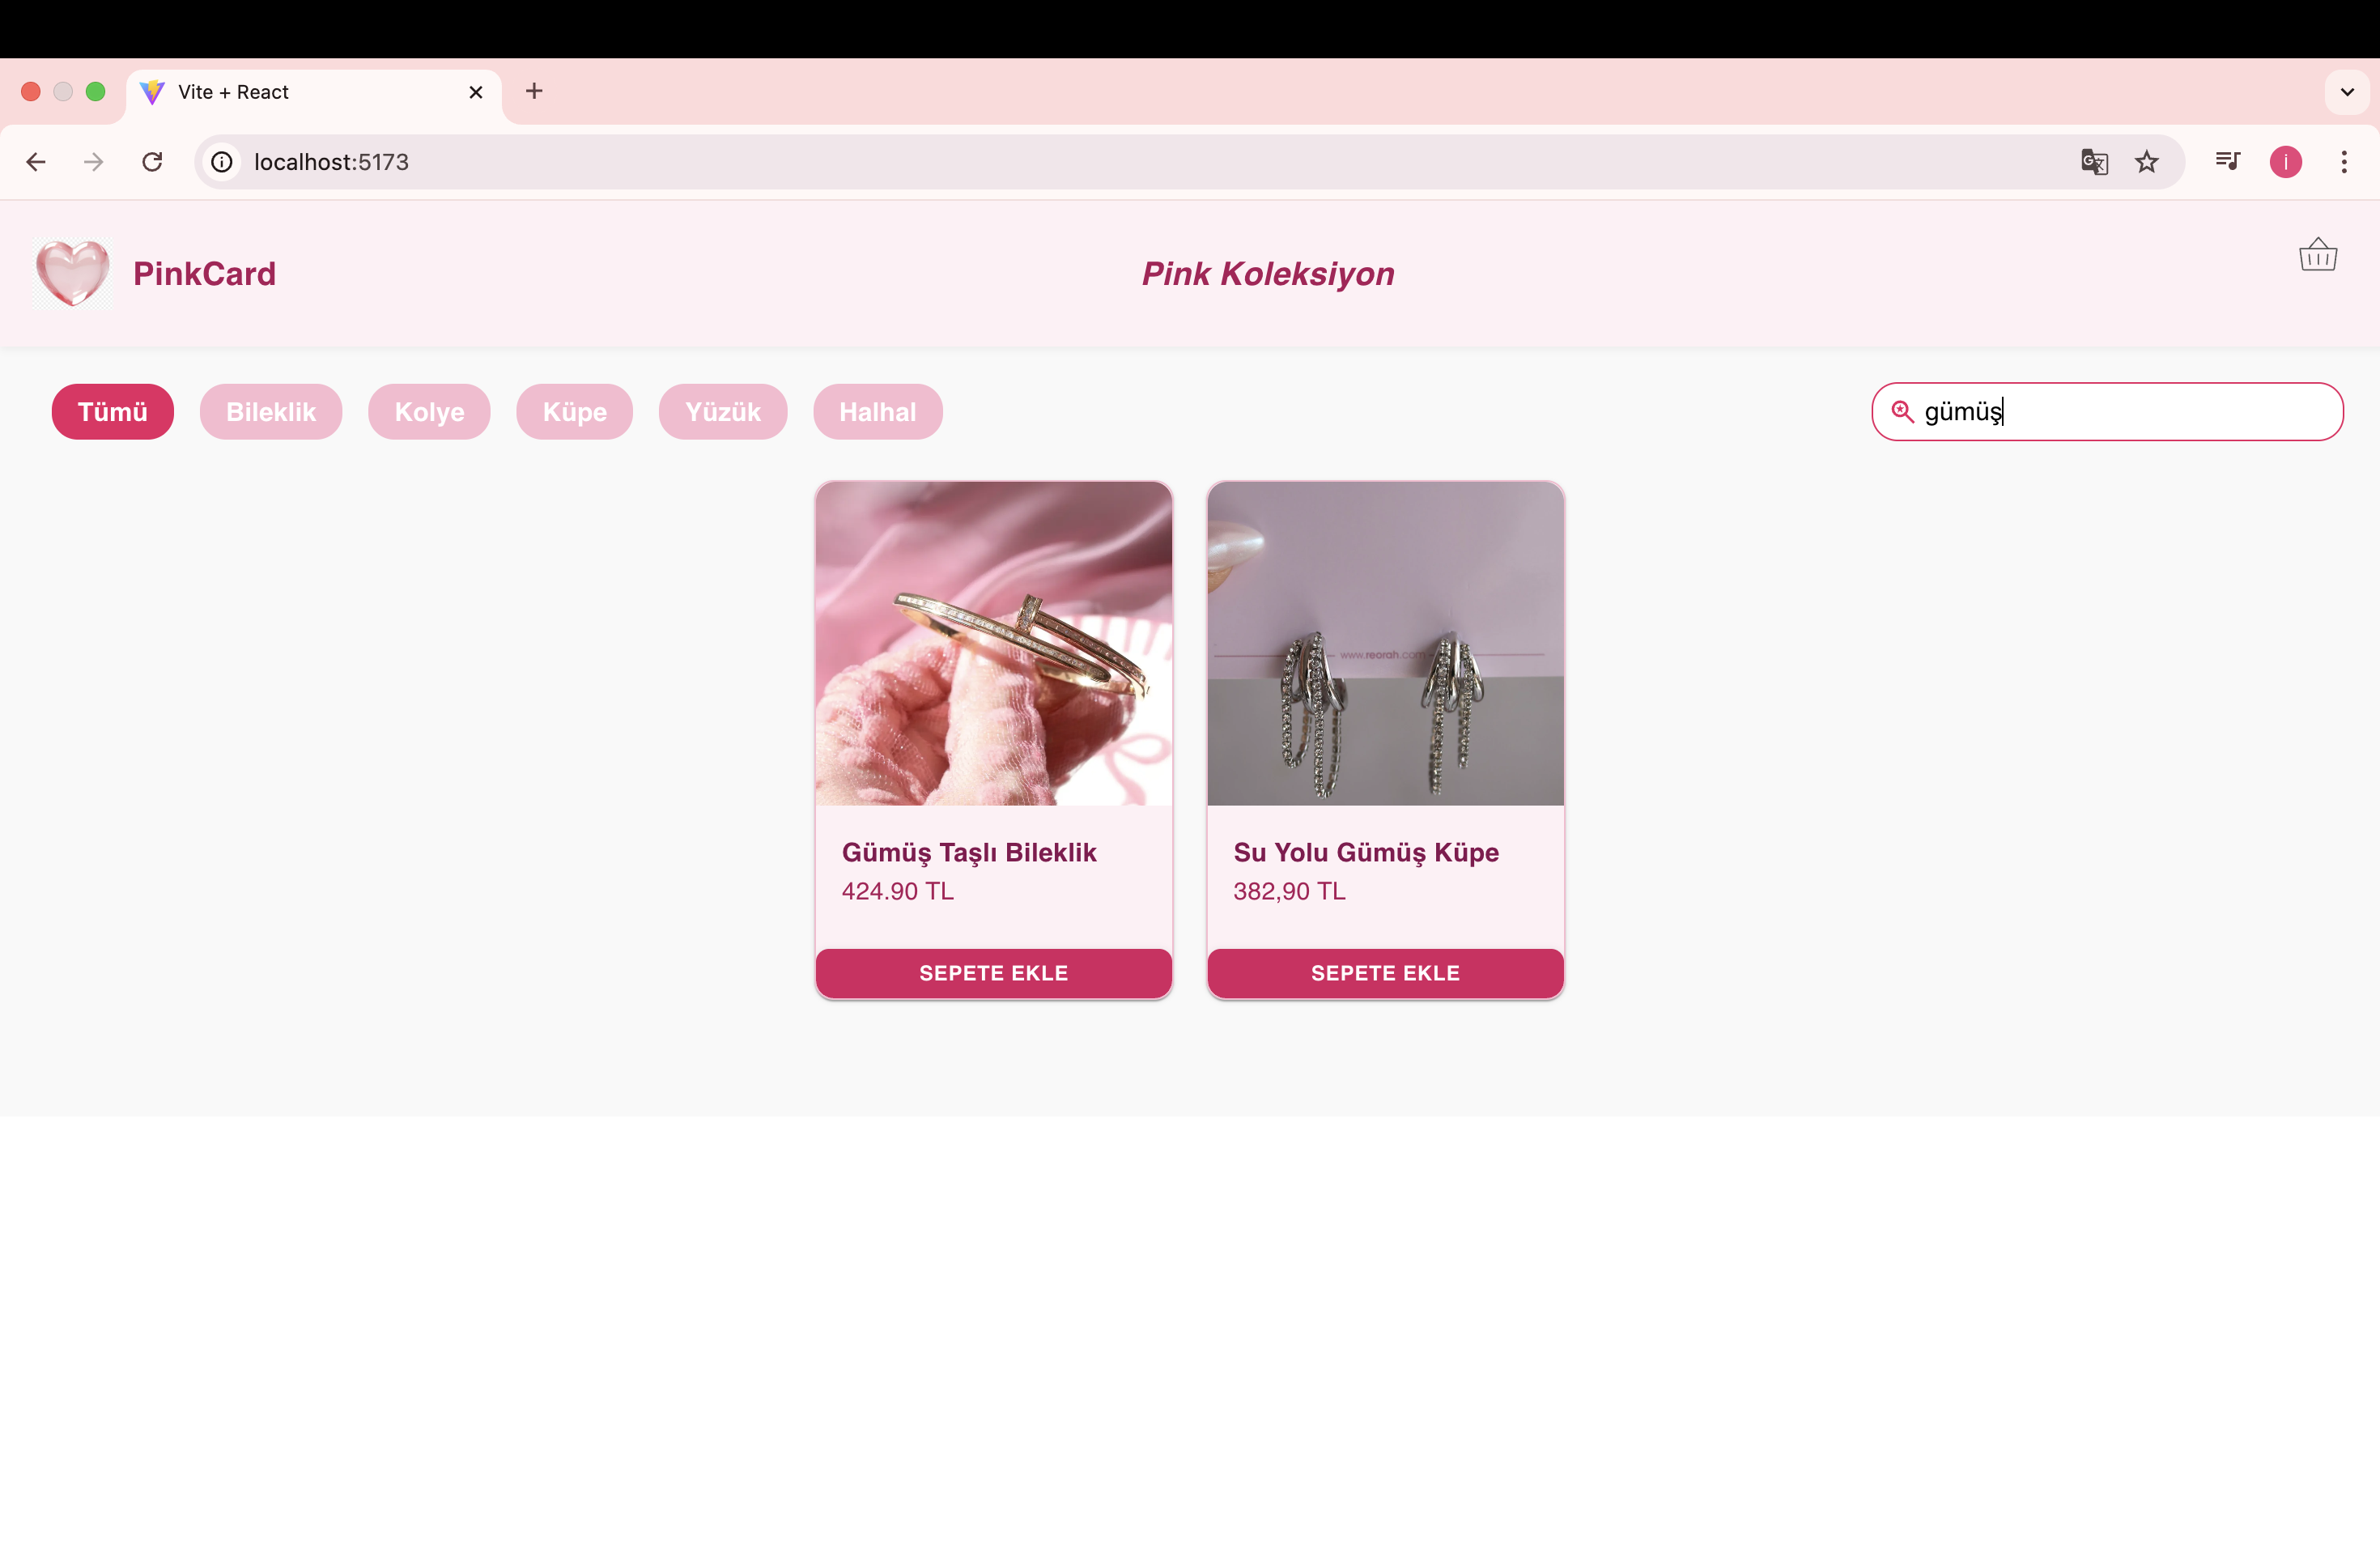 Vite + React
localhost:5173
i
PinkCard
Pink Koleksiyon
Tümü Bileklik Kolye Küpe Yüzük Halhal
gümüş
www.reorah.com
Gümüş Taşlı Bileklik
424.90 TL
SEPETE EKLE
Su Yolu Gümüş Küpe
382,90 TL
SEPETE EKLE